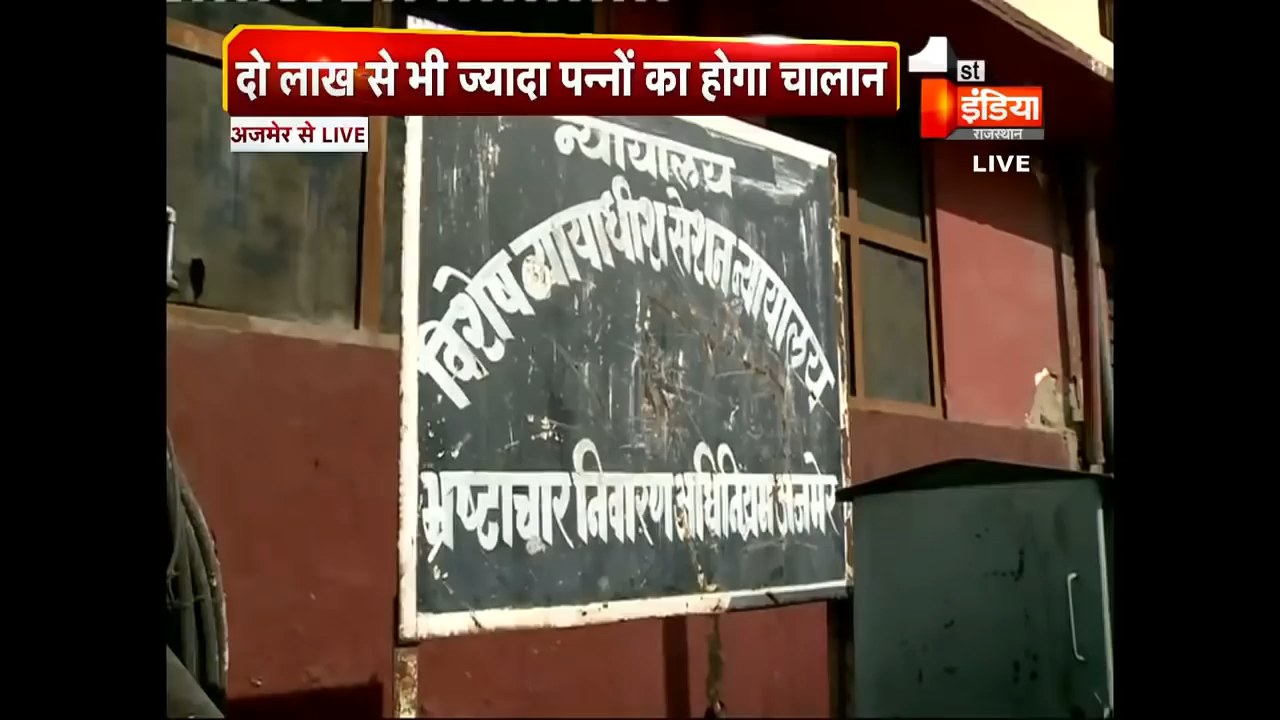 दो लाख से भी ज्यादा पन्नों का होगा चालान
1st
इंडिया
राजस्थान
LIVE
अजमेर से LIVE
न्यायालय
विशेष न्यायाधीश सेशन न्यायालय
भ्रष्टाचार निवारण अधिनियम अजमेर